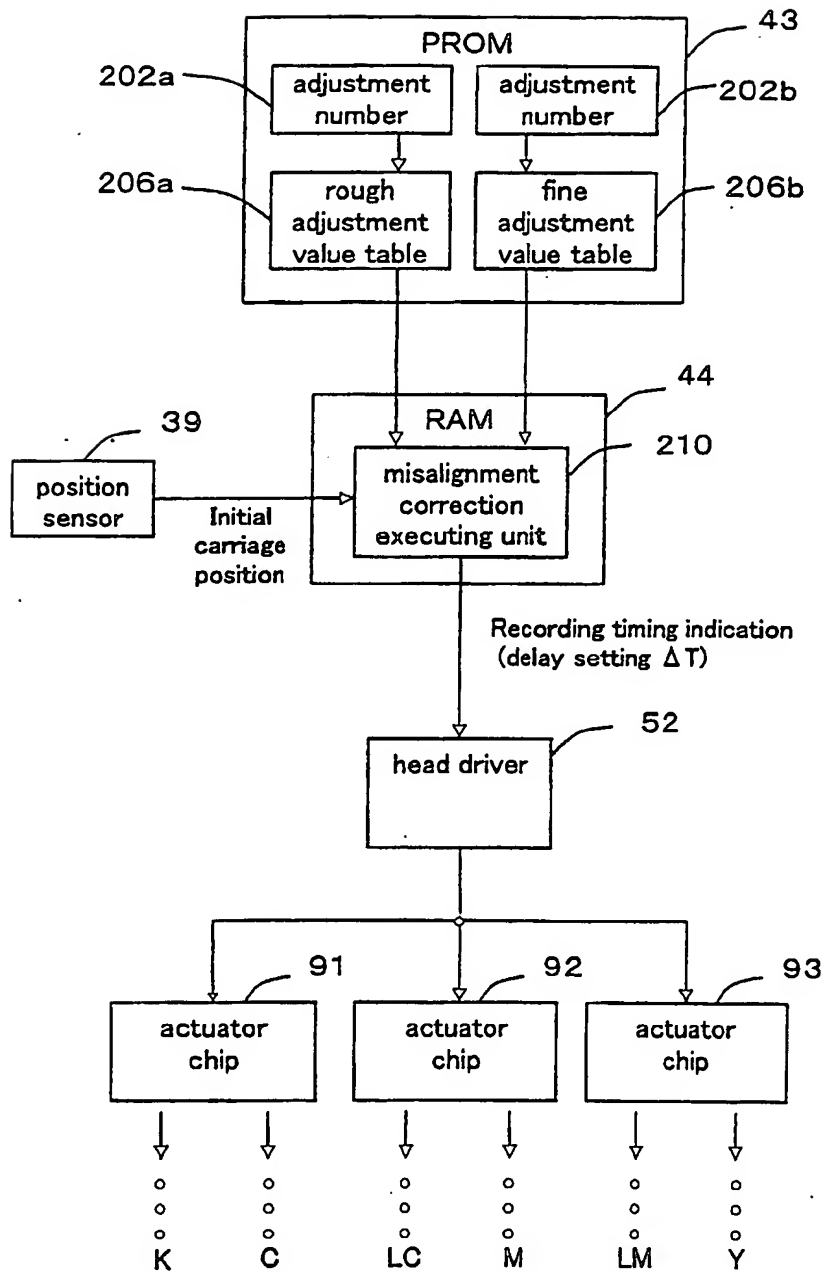 43
PROM
202a
adjustment
number
adjustment
number
202b
206a
rough
adjustment
value table
fine
adjustment
value table
206b
44
RAM
39
210
position
sensor
Initial
carriage
position
misalignment
correction
executing unit
Recording timing indication
(delay setting ΔT)
52
head driver
91
92
93
actuator
chip
actuator
chip
actuator
chip
K C LC M LM Y